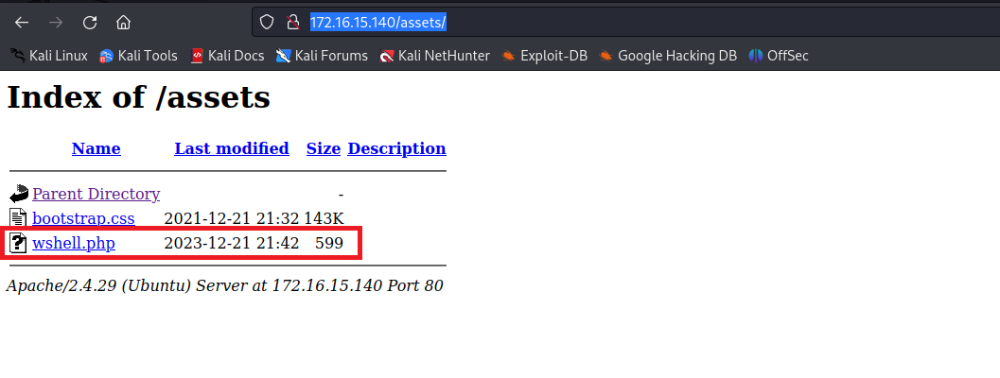 172.16.15.140/assets/
Kali Linux Kali Tools Kali Docs Kali Forums Kali NetHunter Exploit-DB Google Hacking DB OffSec
Index of /assets
Name Last modified Size Description
Parent Directory -
bootstrap.css 2021-12-21 21:32 143K
wshell.php 2023-12-21 21:42 599
Apache/2.4.29 (Ubuntu) Server at 172.16.15.140 Port 80